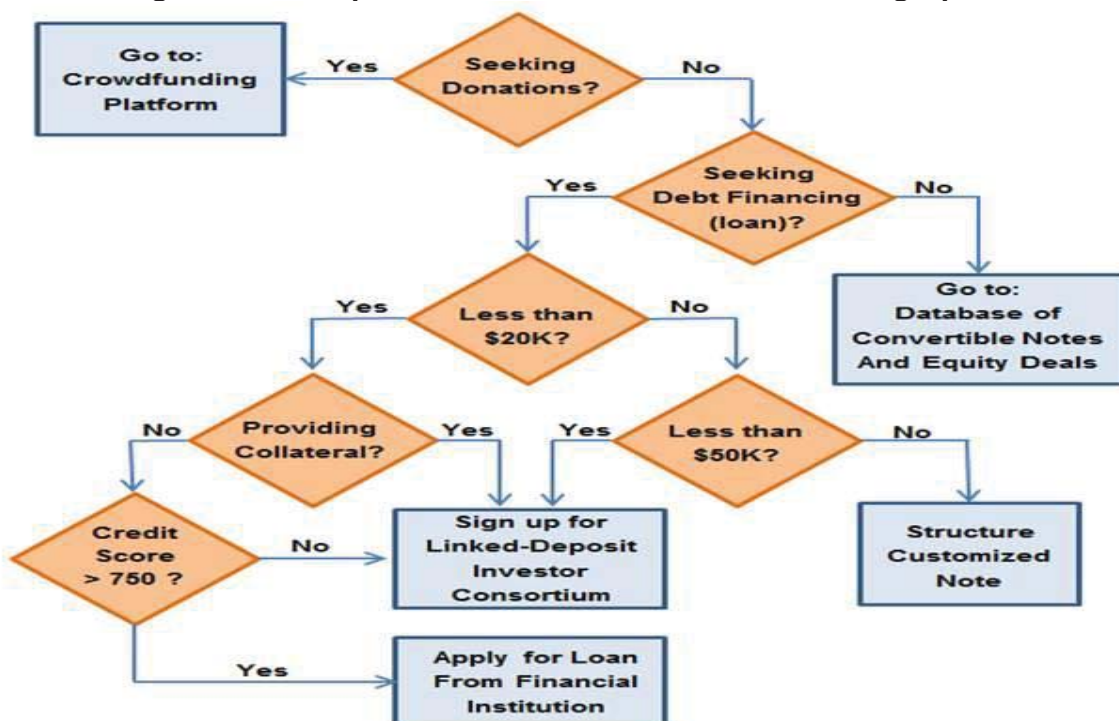 Go to:
Crowdfunding
Platform
Yes
Seeking
Donations?
No
Seeking
Debt Financing
(loan)?
Yes
No
Go to:
Database of
Convertible Notes
And Equity Deals
Less than
$20K?
Yes
No
Providing
Collateral?
No
Yes
Less than
$50K?
Yes
No
Credit
Score
> 750 ?
No
Sign up for
Linked-Deposit
Investor
Consortium
Structure
Customized
Note
Yes
Apply for Loan
From Financial
Institution